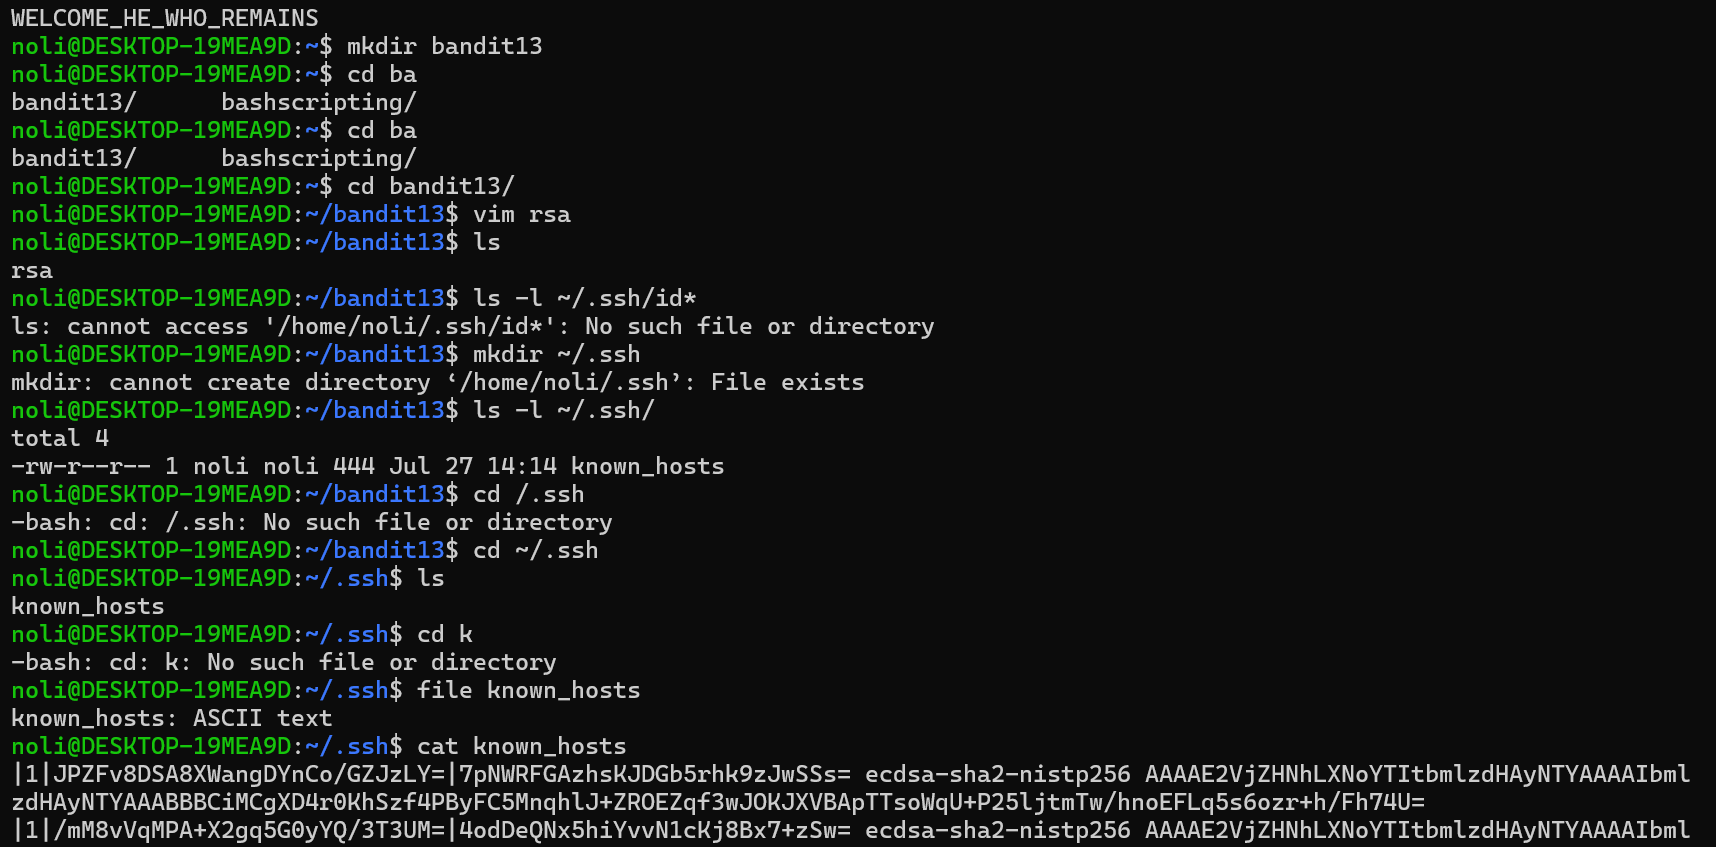 WELCOME_HE_WHO_REMAINS
noli@DESKTOP-19MEA9D:~$ mkdir bandit13
noli@DESKTOP-19MEA9D:~$ cd ba
bandit13/      bashscripting/
noli@DESKTOP-19MEA9D:~$ cd ba
bandit13/      bashscripting/
noli@DESKTOP-19MEA9D:~$ cd bandit13/
noli@DESKTOP-19MEA9D:~/bandit13$ vim rsa
noli@DESKTOP-19MEA9D:~/bandit13$ ls
rsa
noli@DESKTOP-19MEA9D:~/bandit13$ ls -l ~/.ssh/id*
ls: cannot access '/home/noli/.ssh/id*': No such file or directory
noli@DESKTOP-19MEA9D:~/bandit13$ mkdir ~/.ssh
mkdir: cannot create directory ‘/home/noli/.ssh’: File exists
noli@DESKTOP-19MEA9D:~/bandit13$ ls -l ~/.ssh/
total 4
-rw-r--r-- 1 noli noli 444 Jul 27 14:14 known_hosts
noli@DESKTOP-19MEA9D:~/bandit13$ cd /.ssh
-bash: cd: /.ssh: No such file or directory
noli@DESKTOP-19MEA9D:~/bandit13$ cd ~/.ssh
noli@DESKTOP-19MEA9D:~/.ssh$ ls
known_hosts
noli@DESKTOP-19MEA9D:~/.ssh$ cd k
-bash: cd: k: No such file or directory
noli@DESKTOP-19MEA9D:~/.ssh$ file known_hosts
known_hosts: ASCII text
noli@DESKTOP-19MEA9D:~/.ssh$ cat known_hosts
|1|JPZFv8DSA8XWangDYnCo/GZJzLY=|7pNWRFGAzhsKJDGb5rhk9zJwSSs= ecdsa-sha2-nistp256 AAAAE2VjZHNhLXNoYTItbmlzdHAyNTYAAAAIbml
zdHAyNTYAAABBBCiMCgXD4r0KhSzf4PByFC5MnqhlJ+ZROEZqf3wJOKJXVBApTTsoWqU+P25ljtmTw/hnoEFLq5s6ozr+h/Fh74U=
|1|/mM8vVqMPA+X2gq5G0yYQ/3T3UM=|4odDeQNx5hiYvvN1cKj8Bx7+zSw= ecdsa-sha2-nistp256 AAAAE2VjZHNhLXNoYTItbmlzdHAyNTYAAAAIbml